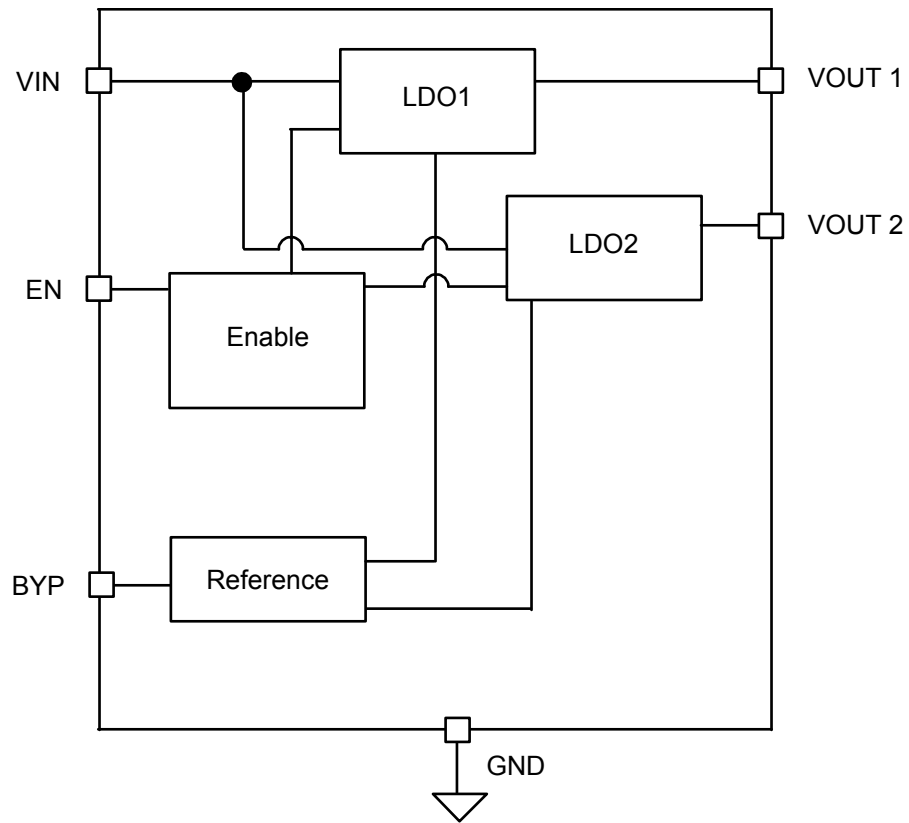 VIN
LDO1
VOUT 1
LDO2
VOUT 2
EN
Enable
BYP
Reference
GND